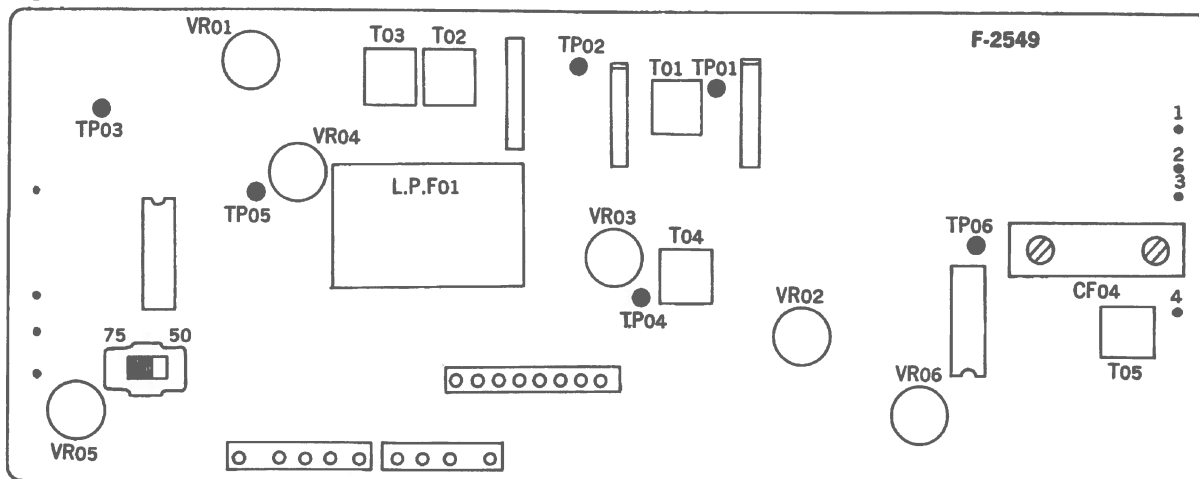 VR01
T03 T02
TP02
T01 TP01
F-2549
TP03
VR04
1
2
3
L.P.F01
TP05
VR03
T04
TP06
TP04
VR02
CF04
4
75 50
T05
VR06
VR05